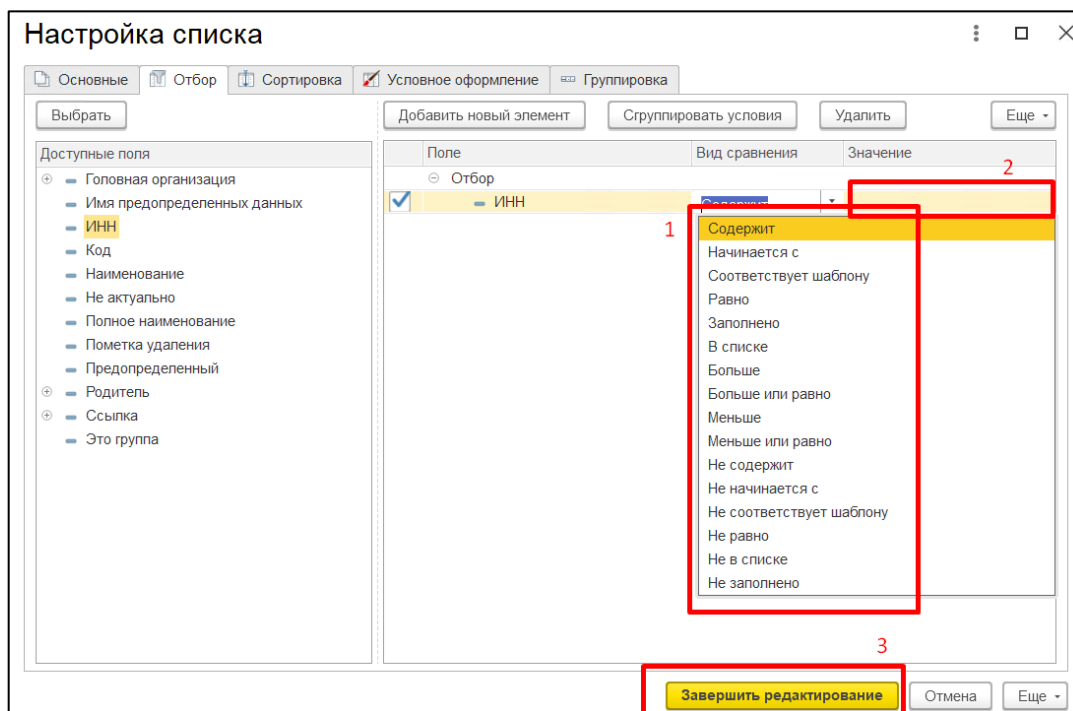 Настройка списка
Основные Отбор Сортировка Условное оформление Группировка
Выбрать Добавить новый элемент Сгруппировать условия Удалить Еще
Доступные поля Поле Вид сравнения Значение
2
Головная организация Отбор
Имя предопределенных данных ИНН Содержит
ИНН 1 Содержит
Код Начинается с
Наименование Соответствует шаблону
Не актуально Равно
Полное наименование Заполнено
Пометка удаления В списке
Предопределенный Больше
Родитель Больше или равно
Ссылка Меньше
Это группа Меньше или равно
Не содержит
Не начинается с
Не соответствует шаблону
Не равно
Не в списке
Не заполнено
3
Завершить редактирование Отмена Еще